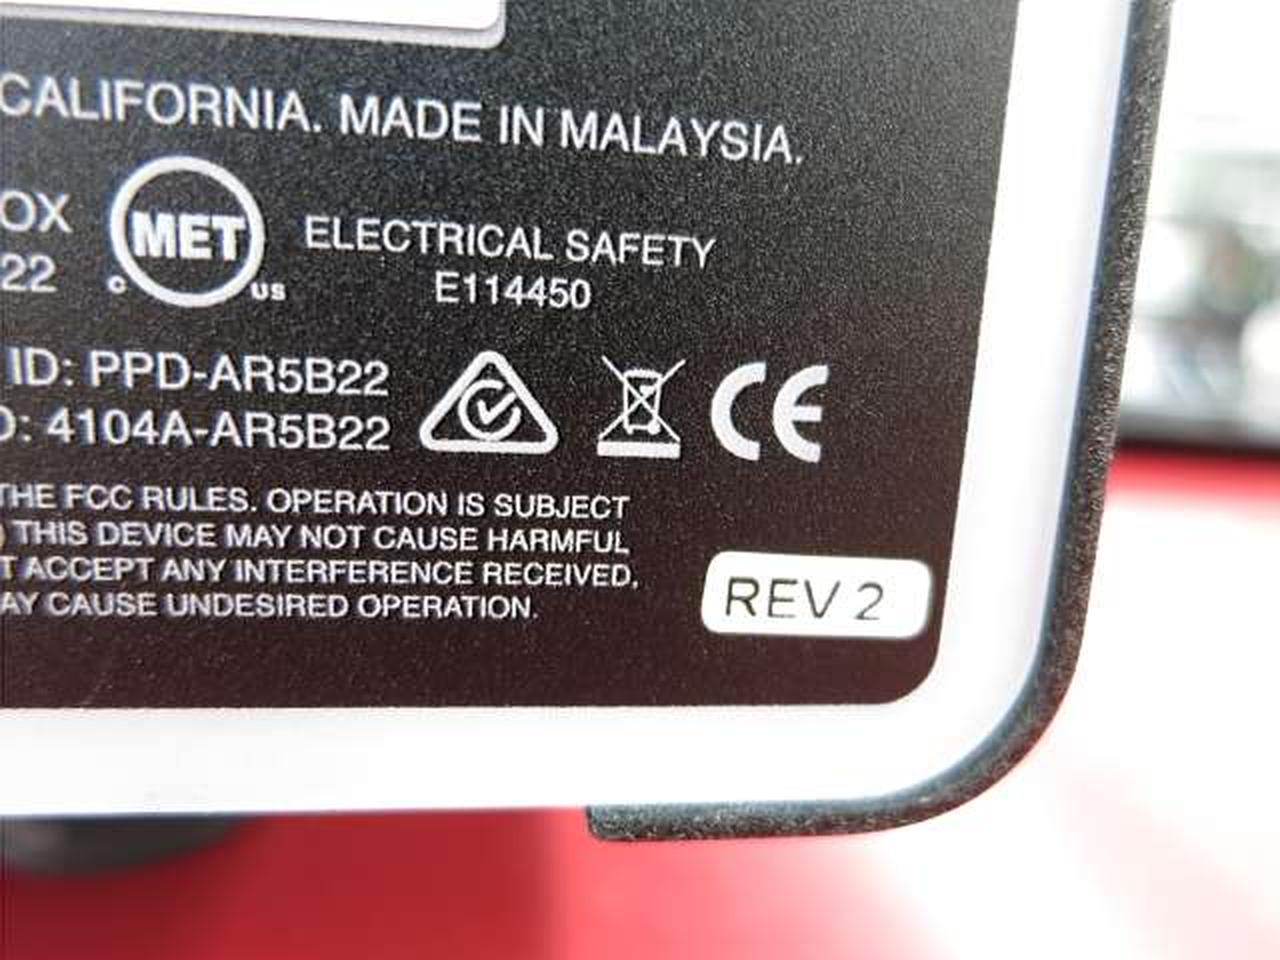 CALIFORNIA. MADE IN MALAYSIA.
OX
22
MET
C US
ELECTRICAL SAFETY
E114450
ID: PPD-AR5B22
D: 4104A-AR5B22
CE
THE FCC RULES. OPERATION IS SUBJECT
) THIS DEVICE MAY NOT CAUSE HARMFUL
T ACCEPT ANY INTERFERENCE RECEIVED,
AY CAUSE UNDESIRED OPERATION.
REV 2